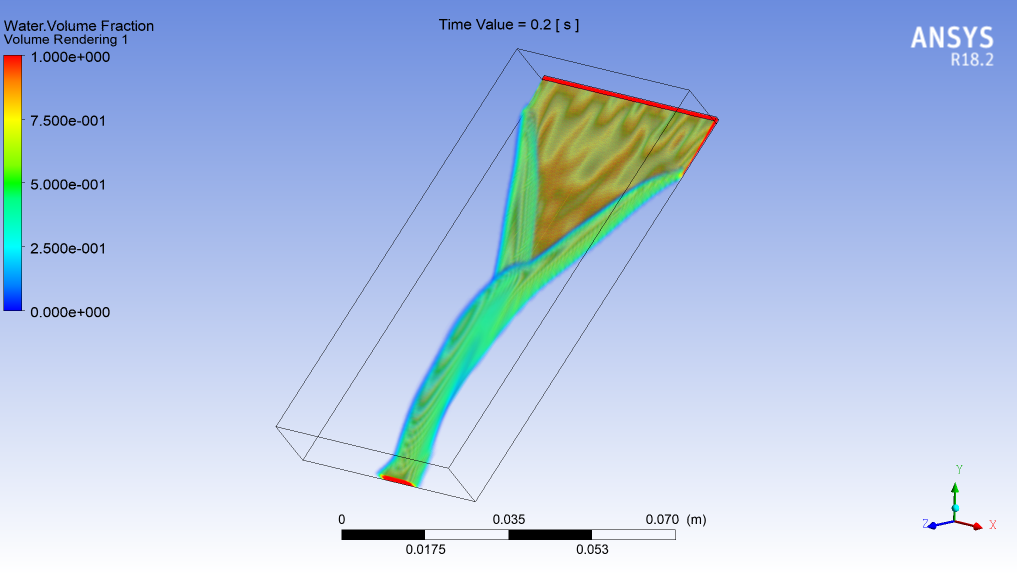 Water.Volume Fraction
Volume Rendering 1
1.000e+000
7.500e-001
5.000e-001
2.500e-001
0.000e+000
Time Value = 0.2 [ s ]
ANSYS
R18.2
0 0.035 0.070 (m)
0.0175 0.053
Y
Z X